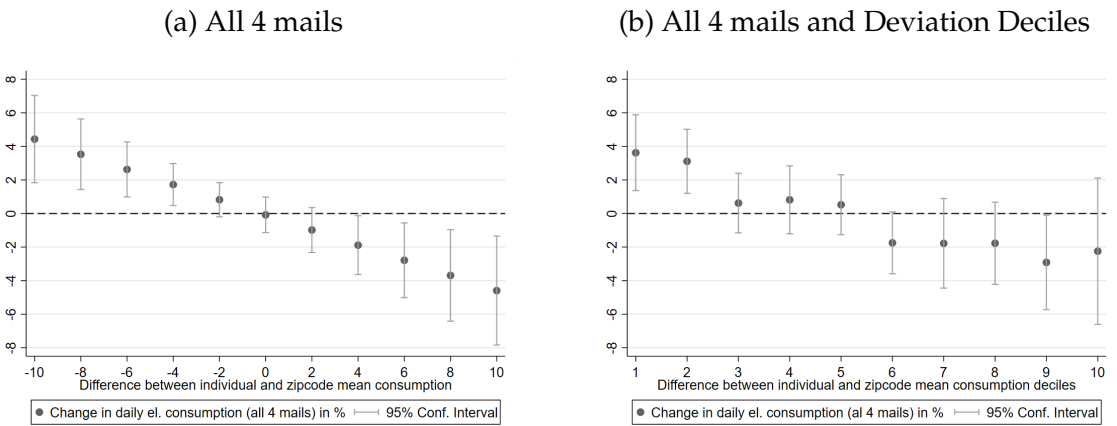 (a) All 4 mails
8
6
4
2
0
-2
-4
-6
-8
-10 -8 -6 -4 -2 0 2 4 6 8 10
Difference between individual and zipcode mean consumption
Change in daily el. consumption (all 4 mails) in % 95% Conf. Interval
(b) All 4 mails and Deviation Deciles
8
6
4
2
0
-2
-4
-6
-8
1 2 3 4 5 6 7 8 9 10
Difference between individual and zipcode mean consumption deciles
Change in daily el. consumption (al 4 mails) in % 95% Conf. Interval